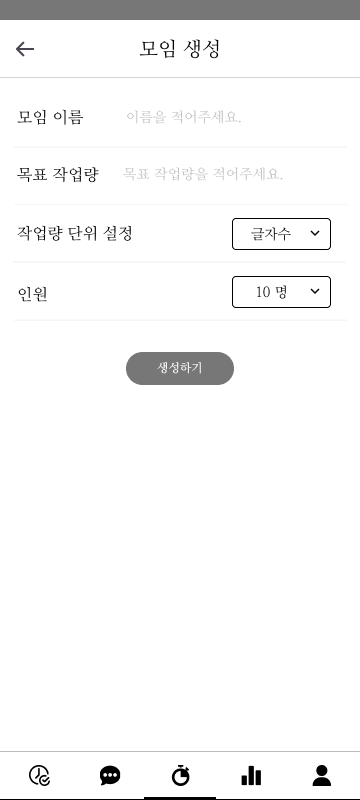 모임 생성
모임 이름 이름을 적어주세요.
목표 작업량 목표 작업량을 적어주세요.
작업량 단위 설정 글자수
인원 10 명
생성하기